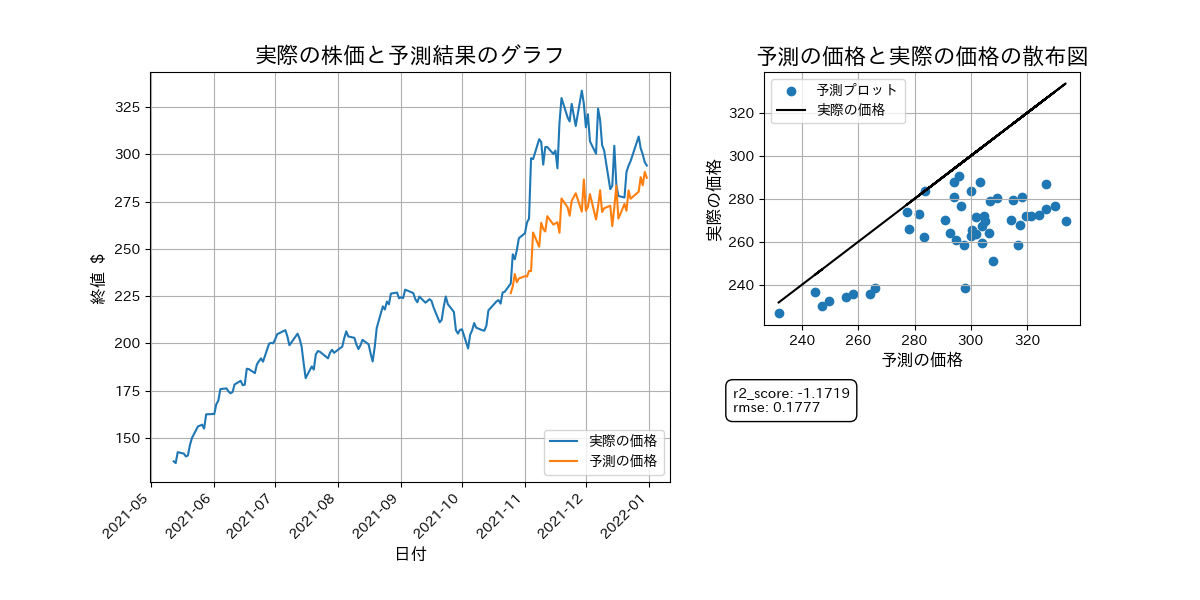 実際の株価と予測結果のグラフ
終値 $
325
300
275
250
225
200
175
150
2021-05
2021-06
2021-07
2021-08
2021-09
2021-10
2021-11
2021-12
2022-01
日付
実際の価格
予測の価格
予測の価格と実際の価格の散布図
予測プロット
実際の価格
実際の価格
320
300
280
260
240
240
260
280
300
320
予測の価格
r2_score: -1.1719
rmse: 0.1777